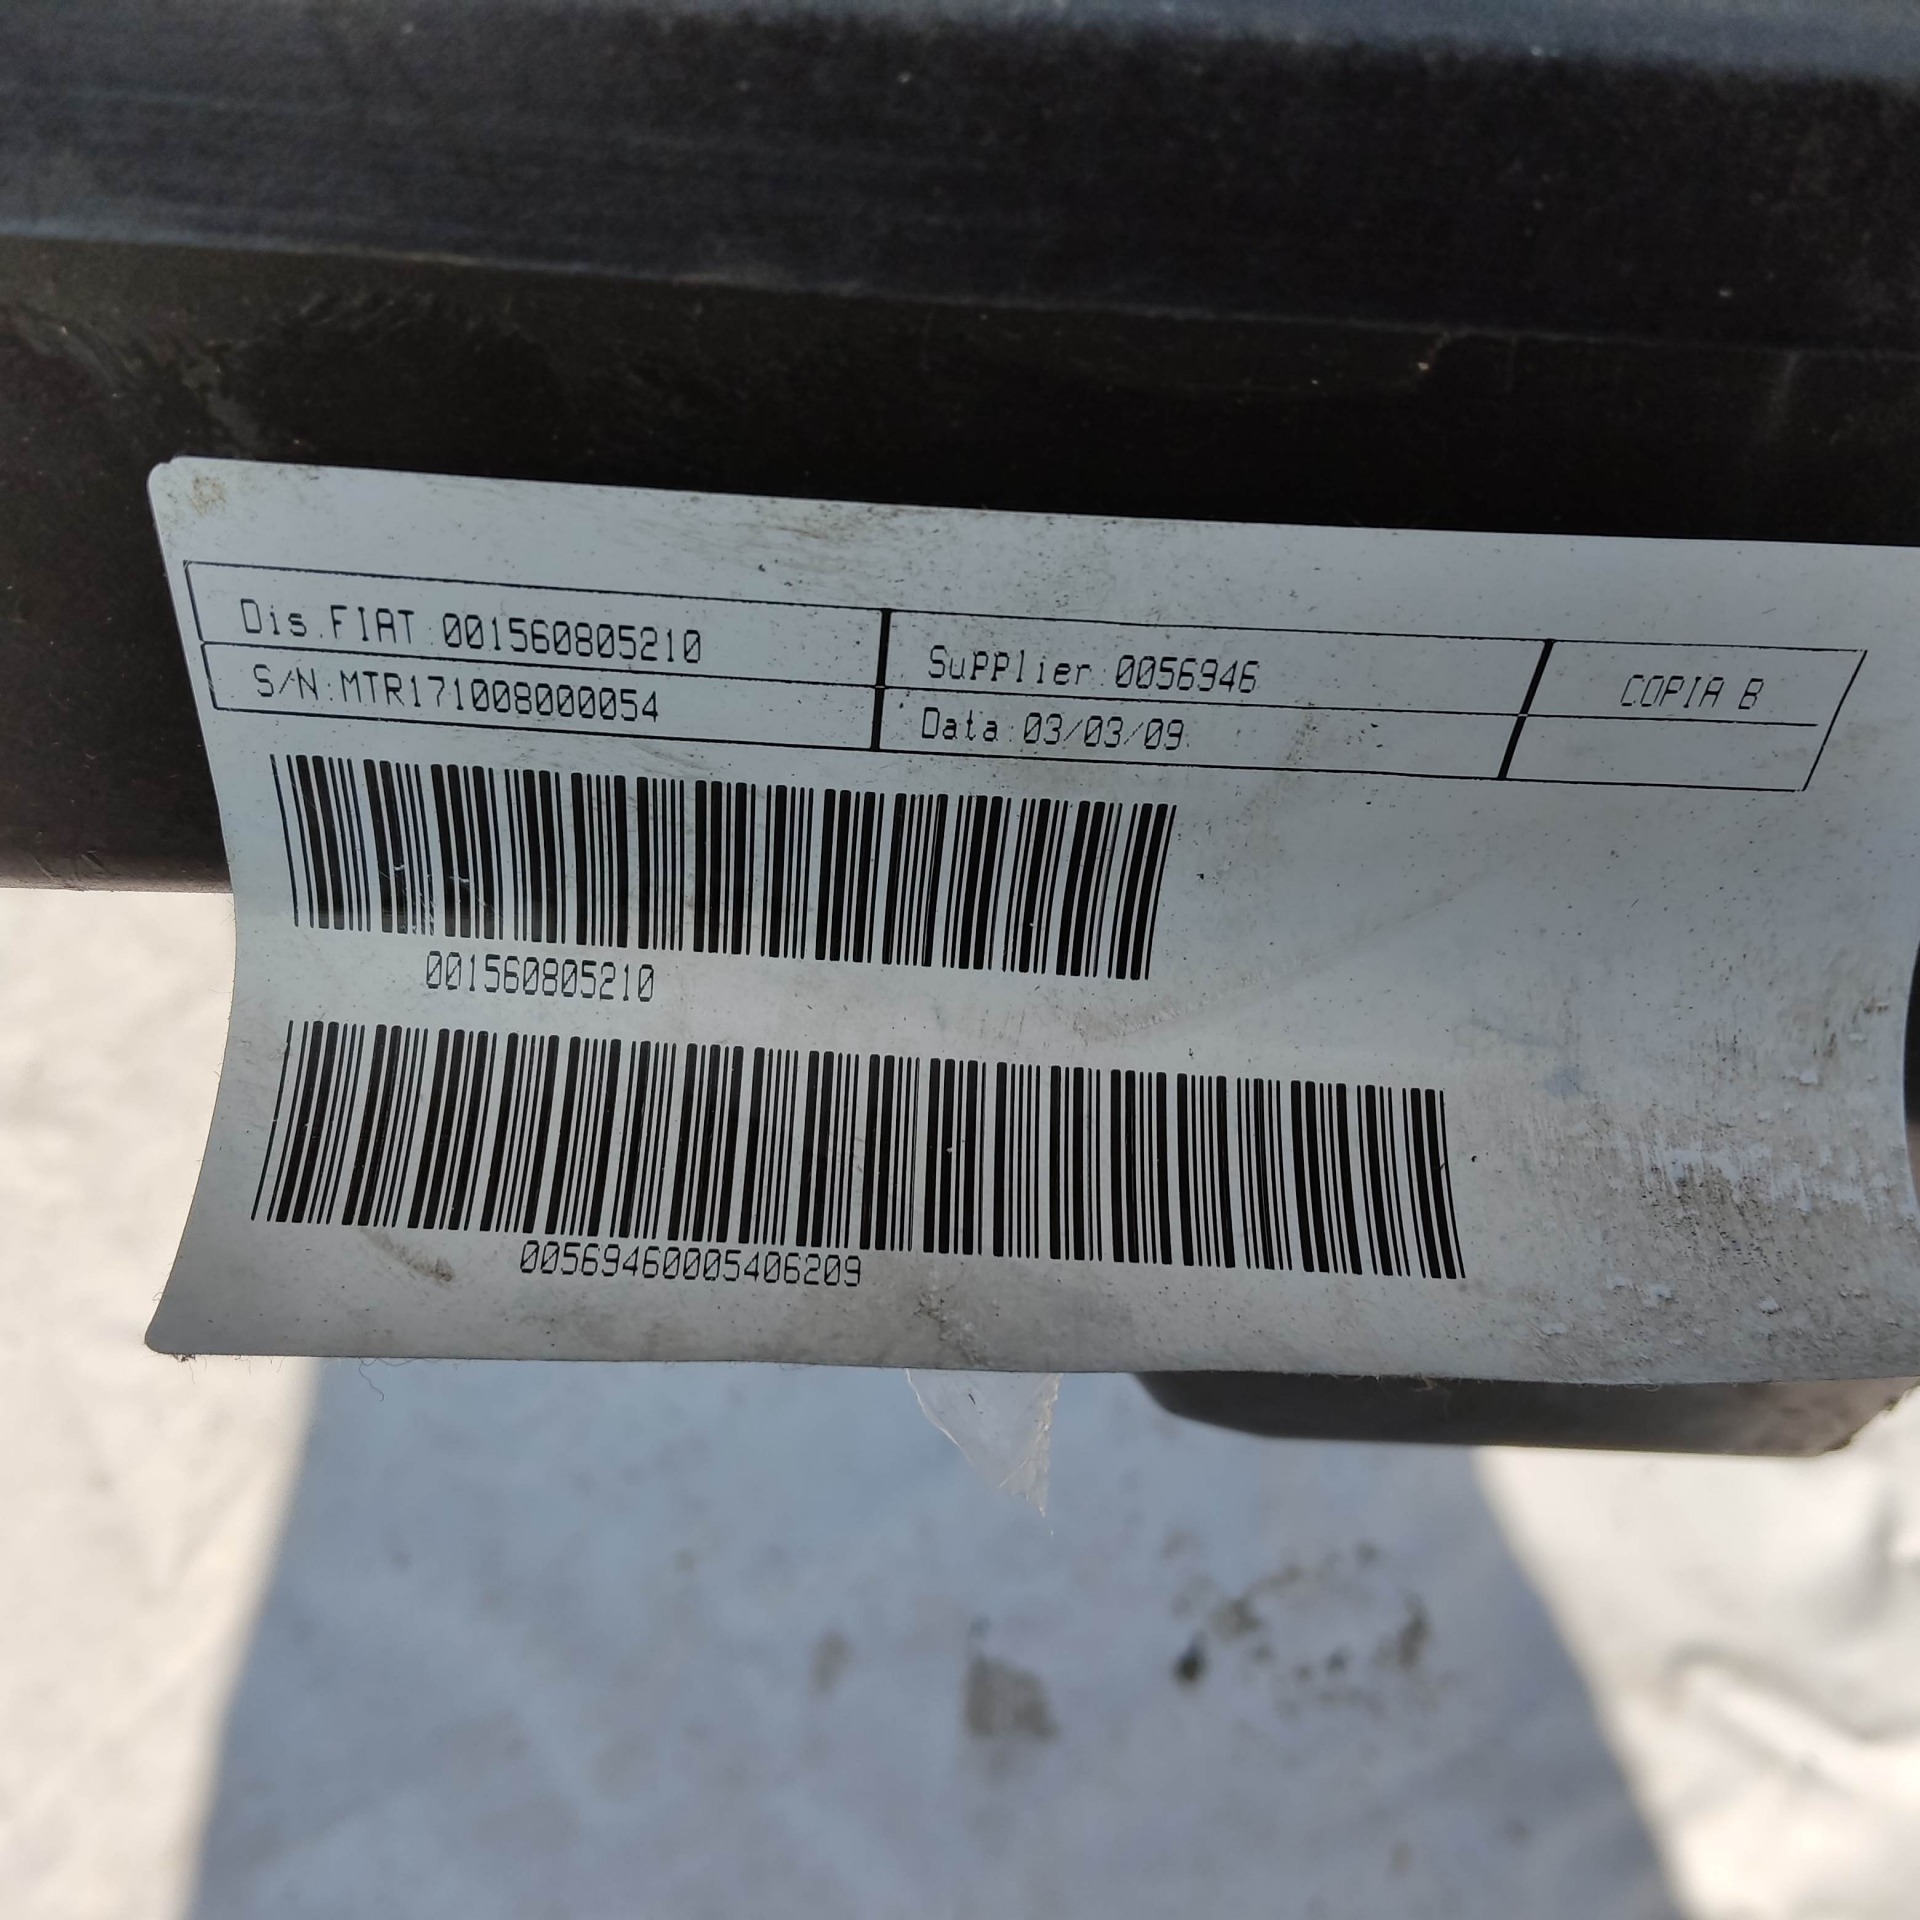 Dis.FIAT:001560805210
S/N:MTR171008000054
Supplier:0056946
Data:03/03/09
COPIA B
001560805210
00569460005406209